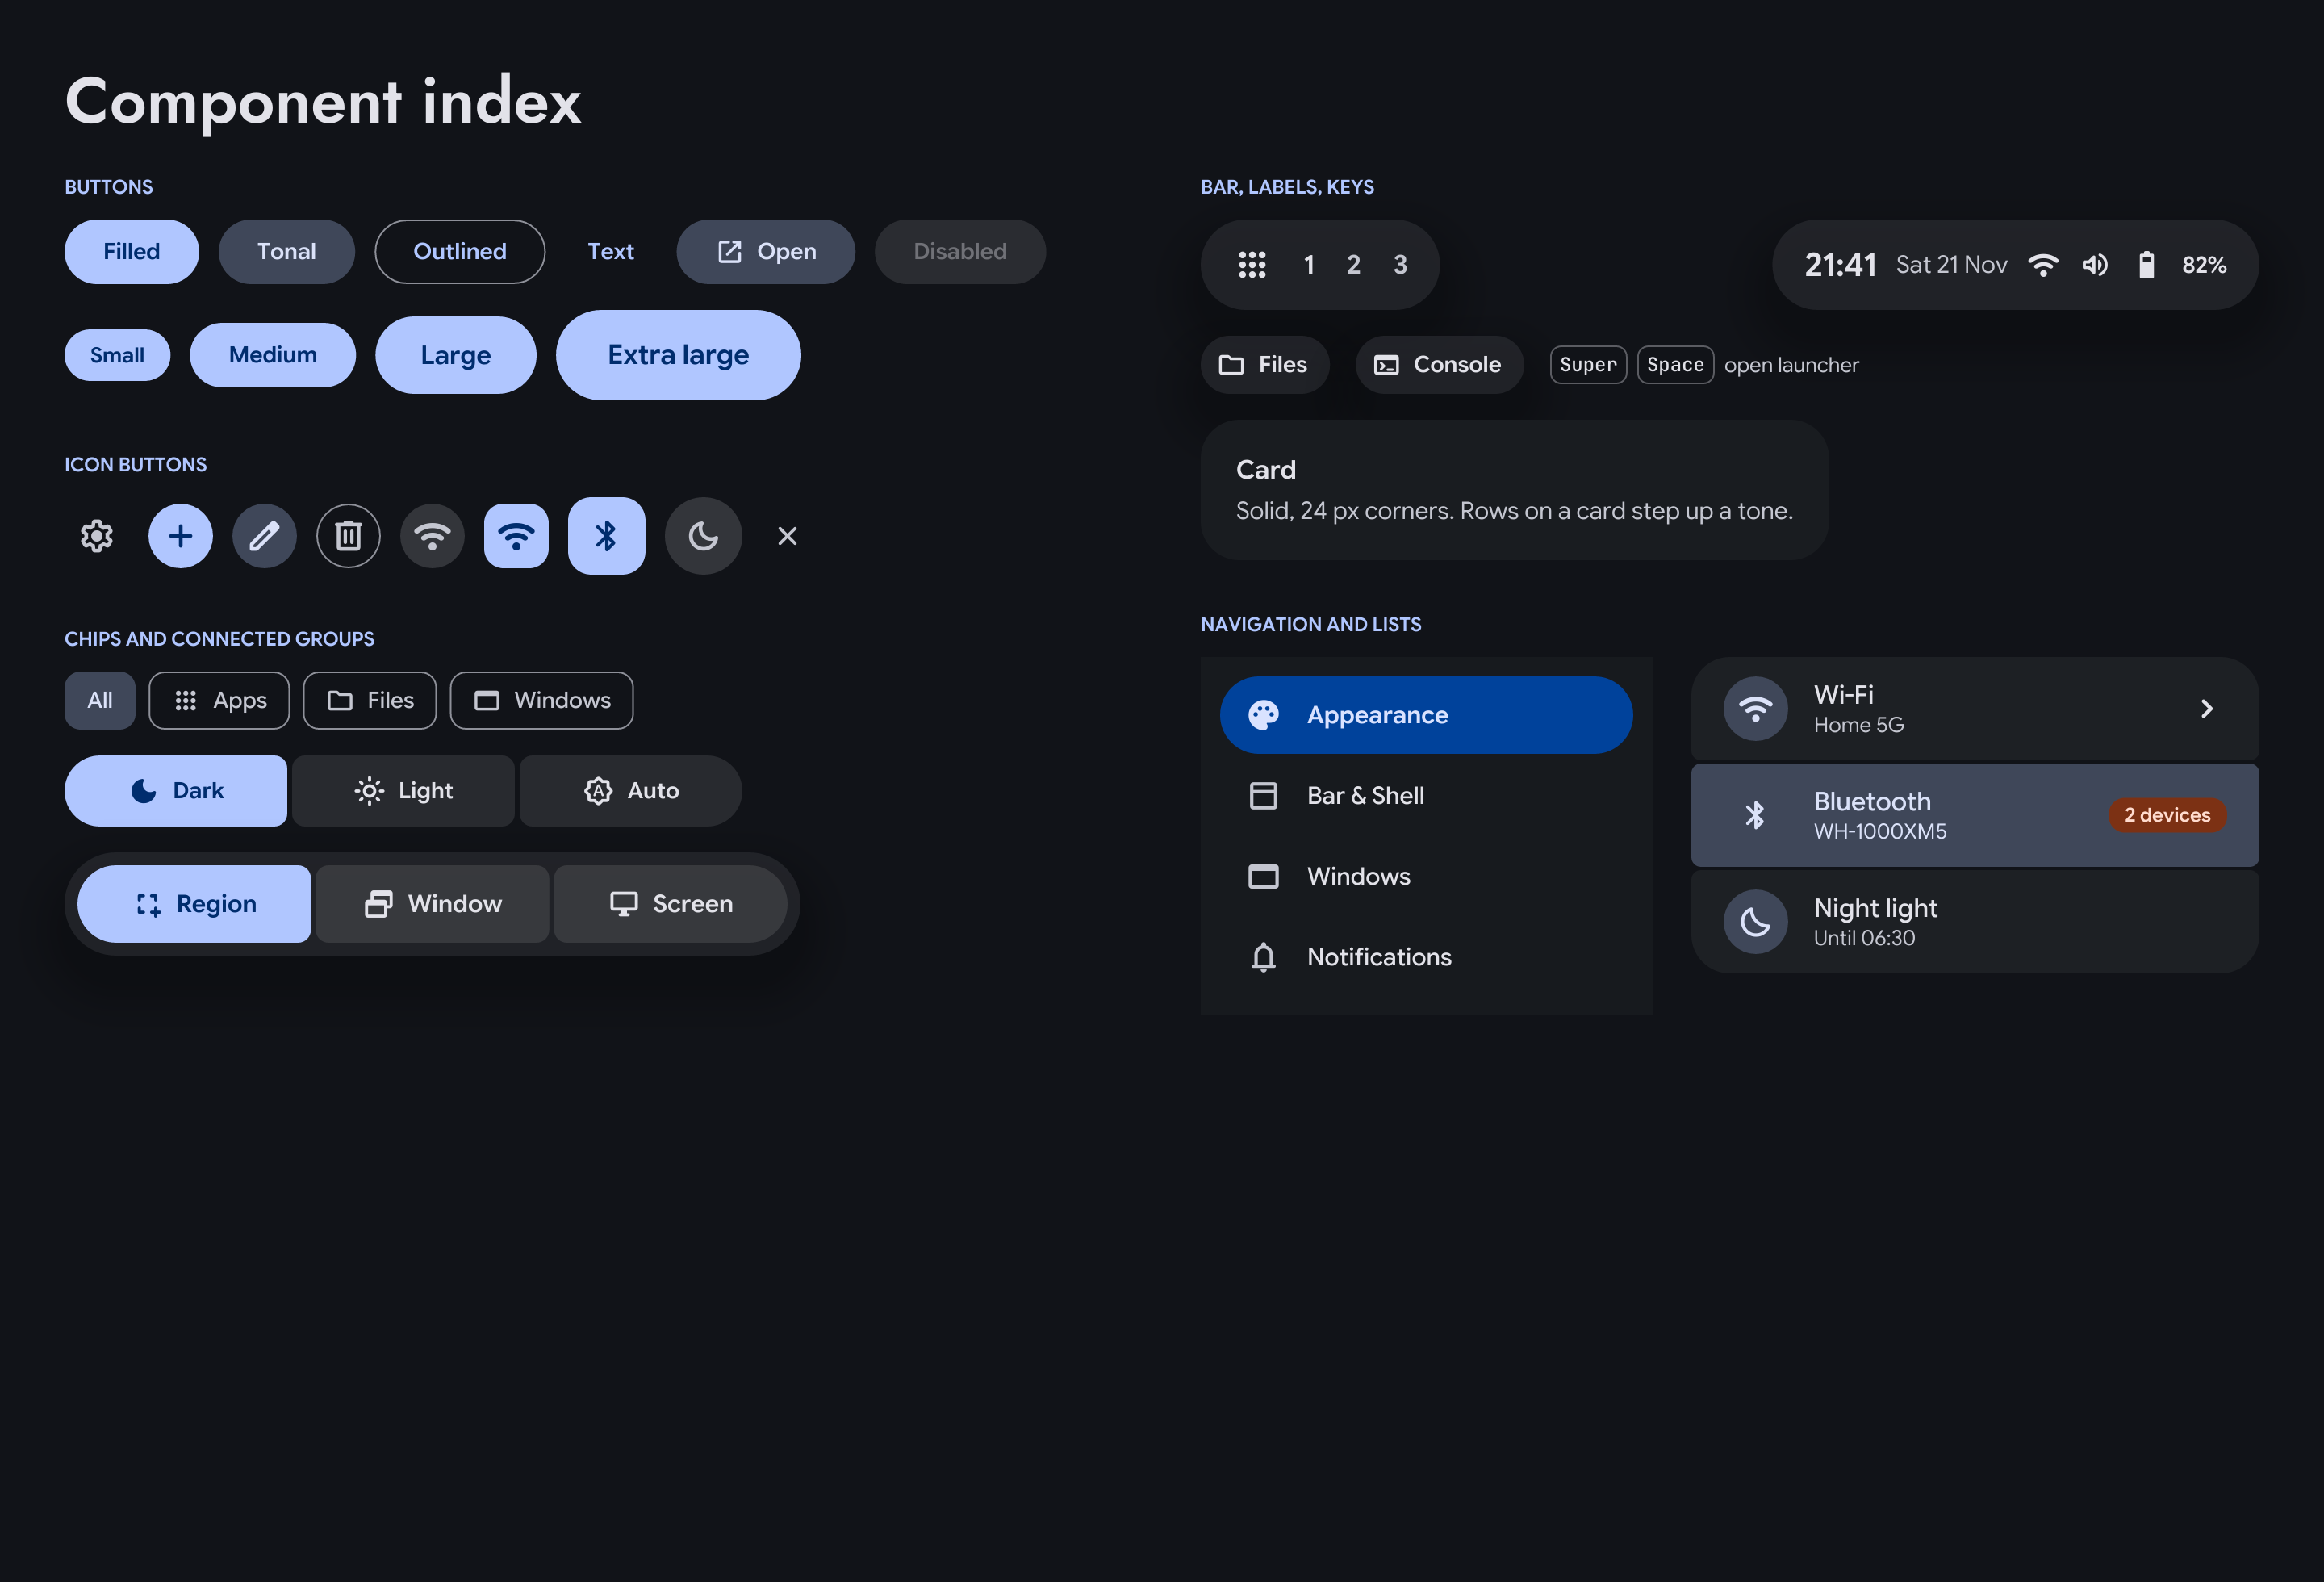 Component index
BUTTONS
Filled Tonal Outlined Text Open Disabled
Small Medium Large Extra large
ICON BUTTONS
CHIPS AND CONNECTED GROUPS
All Apps Files Windows
Dark Light Auto
Region Window Screen
BAR, LABELS, KEYS
1 2 3 21:41 Sat 21 Nov 82%
Files Console Super Space open launcher
Card
Solid, 24 px corners. Rows on a card step up a tone.
NAVIGATION AND LISTS
Appearance
Bar & Shell
Windows
Notifications
Wi-Fi
Home 5G
Bluetooth
WH-1000XM5
2 devices
Night light
Until 06:30